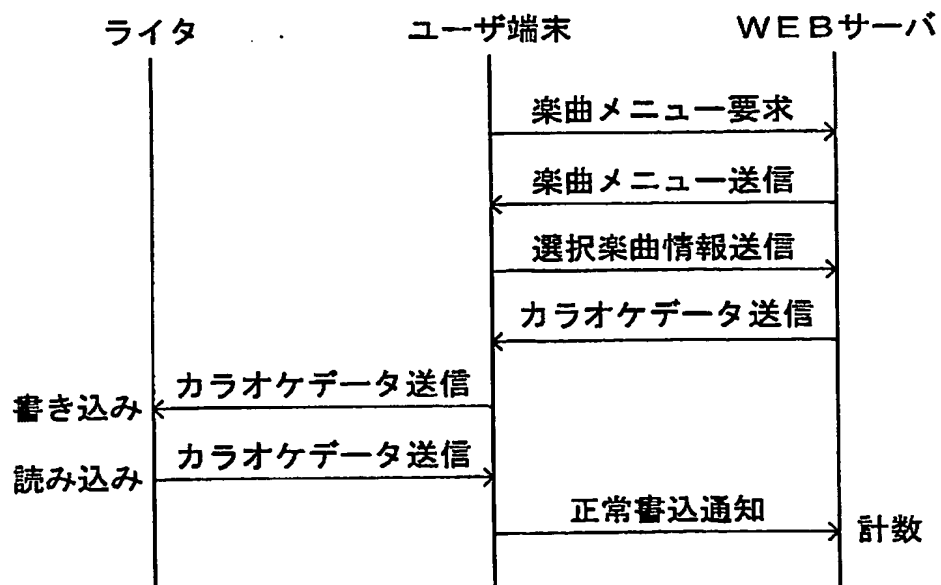 ライタ ユーザ端末 WEBサーバ
楽曲メニュー要求
楽曲メニュー送信
選択楽曲情報送信
カラオケデータ送信
カラオケデータ送信
書き込み
カラオケデータ送信
読み込み
正常書込通知
計数